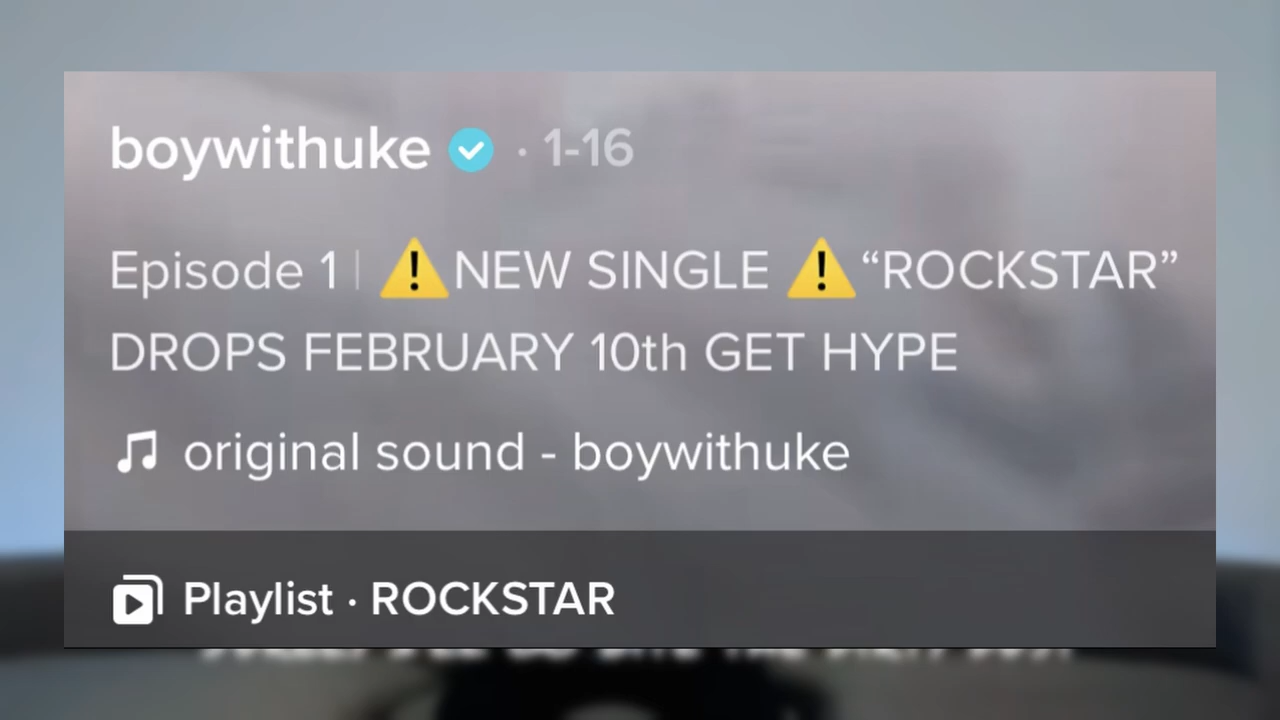 boywithuke · 1-16
Episode 1 | ⚠️NEW SINGLE ⚠️“ROCKSTAR”
DROPS FEBRUARY 10th GET HYPE
original sound - boywithuke
Playlist · ROCKSTAR